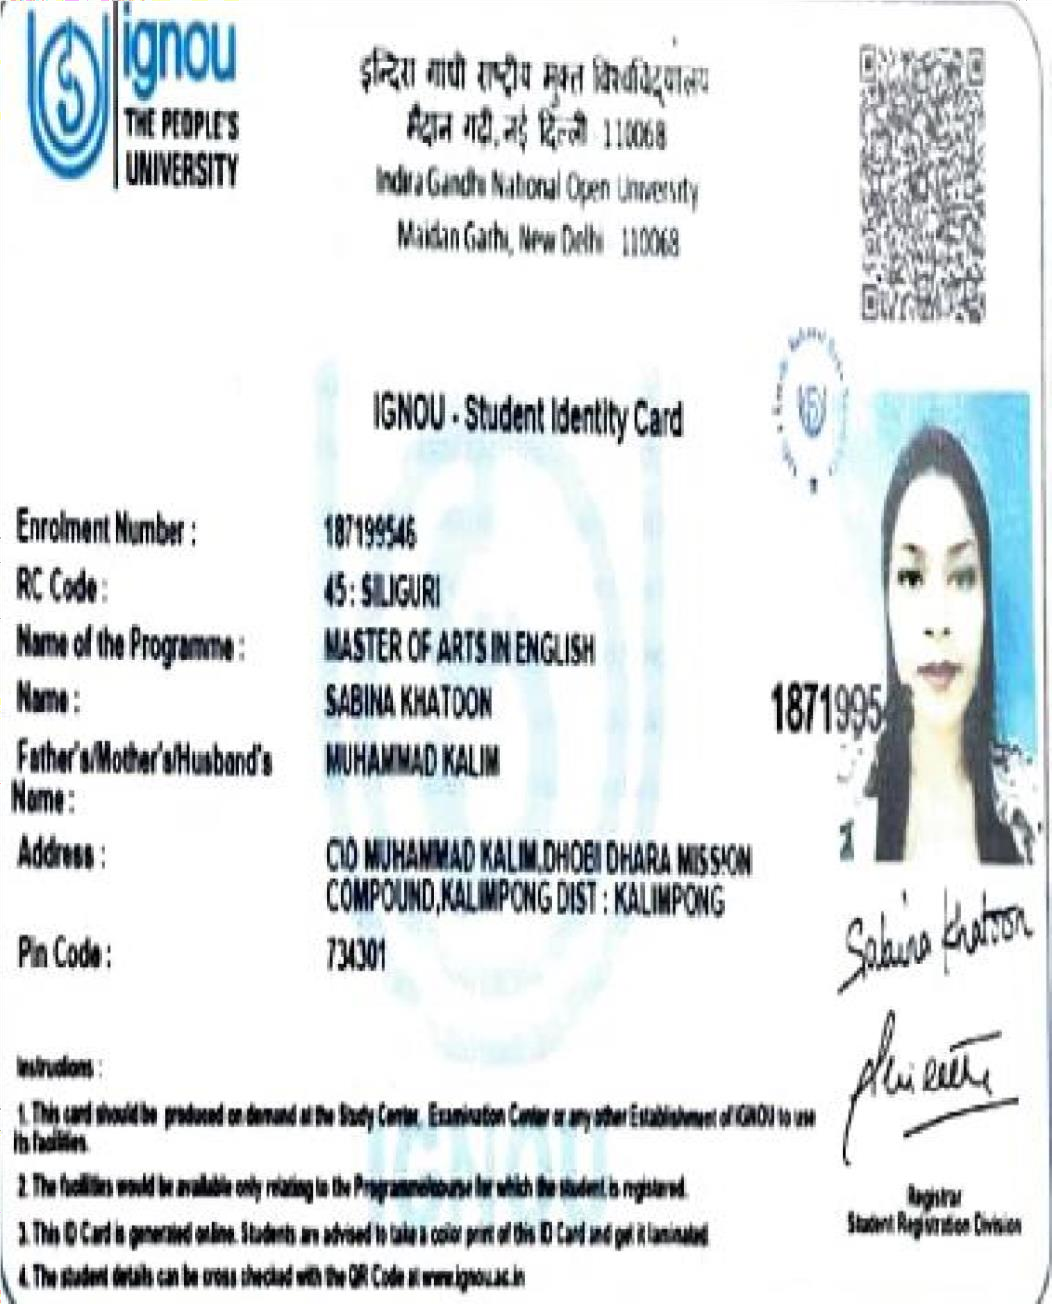 ignou
THE PEOPLE'S
UNIVERSITY
इन्दिरा गांधी राष्ट्रीय मुक्त विश्वविद्यालय
मैदान गढ़ी, नई दिल्ली 110068
Indira Gandhi National Open University
Maidan Garhi, New Delhi 110068
IGNOU - Student Identity Card
Enrolment Number : 187199546
RC Code : 45 : SILIGURI
Name of the Programme : MASTER OF ARTS IN ENGLISH
Name : SABINA KHATOON
1871995
Father's/Mother's/Husband's MUHAMMAD KALIM
Name :
Address : C\O MUHAMMAD KALIM.DHOBI DHARA MISSION
COMPOUND,KALIMPONG DIST : KALIMPONG
Pin Code : 734301
Sabina Khatoon
Instructions :
1. This card should be produced on demand at the Study Center, Examination Center or any other Establishment of IGNOU to use
its facilities.
2. The facilities would be available only relating to the Programme/course for which the student is registered.
3. This ID Card is generated online. Students are advised to take a color print of this ID Card and get it laminated.
4. The student details can be cross checked with the QR Code at www.ignou.ac.in
Registrar
Student Registration Division
IGNOU